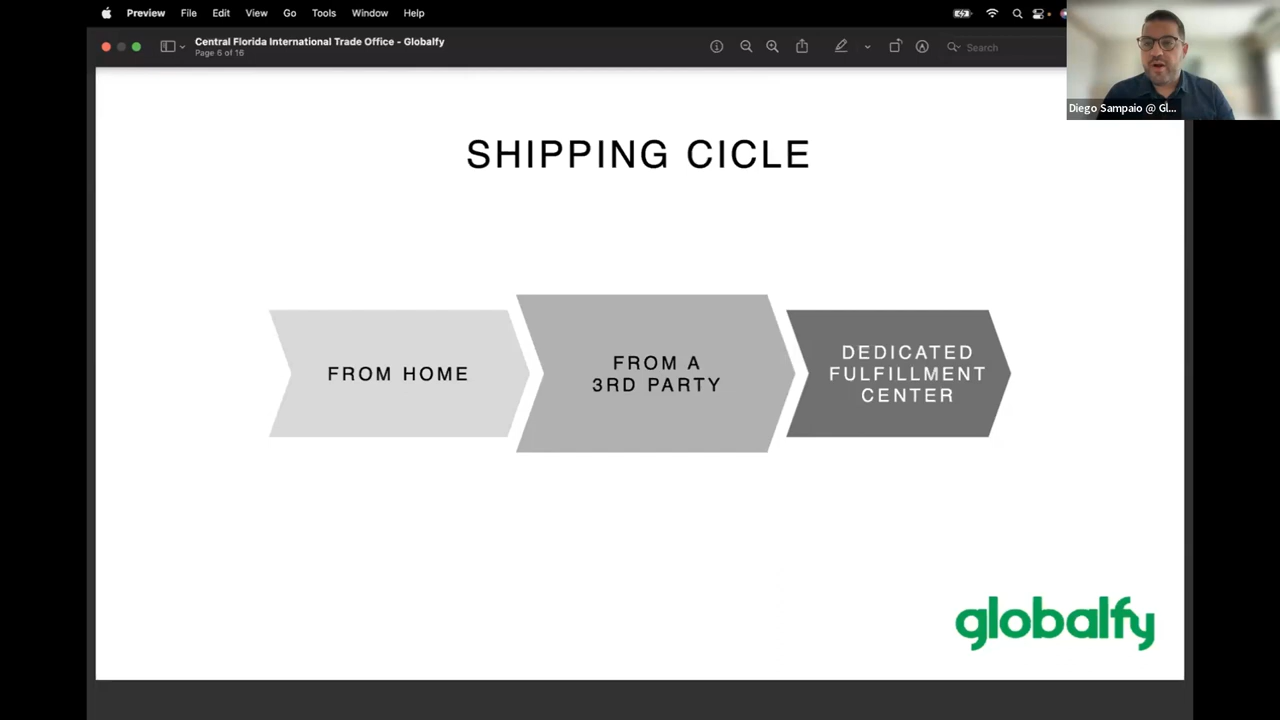 Preview File Edit View Go Tools Window Help
Central Florida International Trade Office - Globalfy
Page 6 of 16
Search
Diego Sampaio @ Gl...
SHIPPING CICLE
FROM HOME
FROM A
3RD PARTY
DEDICATED
FULFILLMENT
CENTER
globalfy